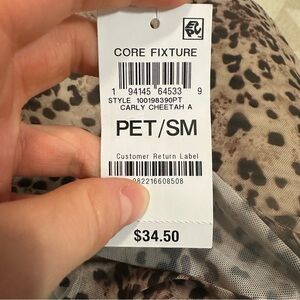 CORE FIXTURE
1 94145 64533 9
STYLE 100198390PT
CARLY CHEETAH A
PET/SM
Customer Return Label
082216608508
$34.50